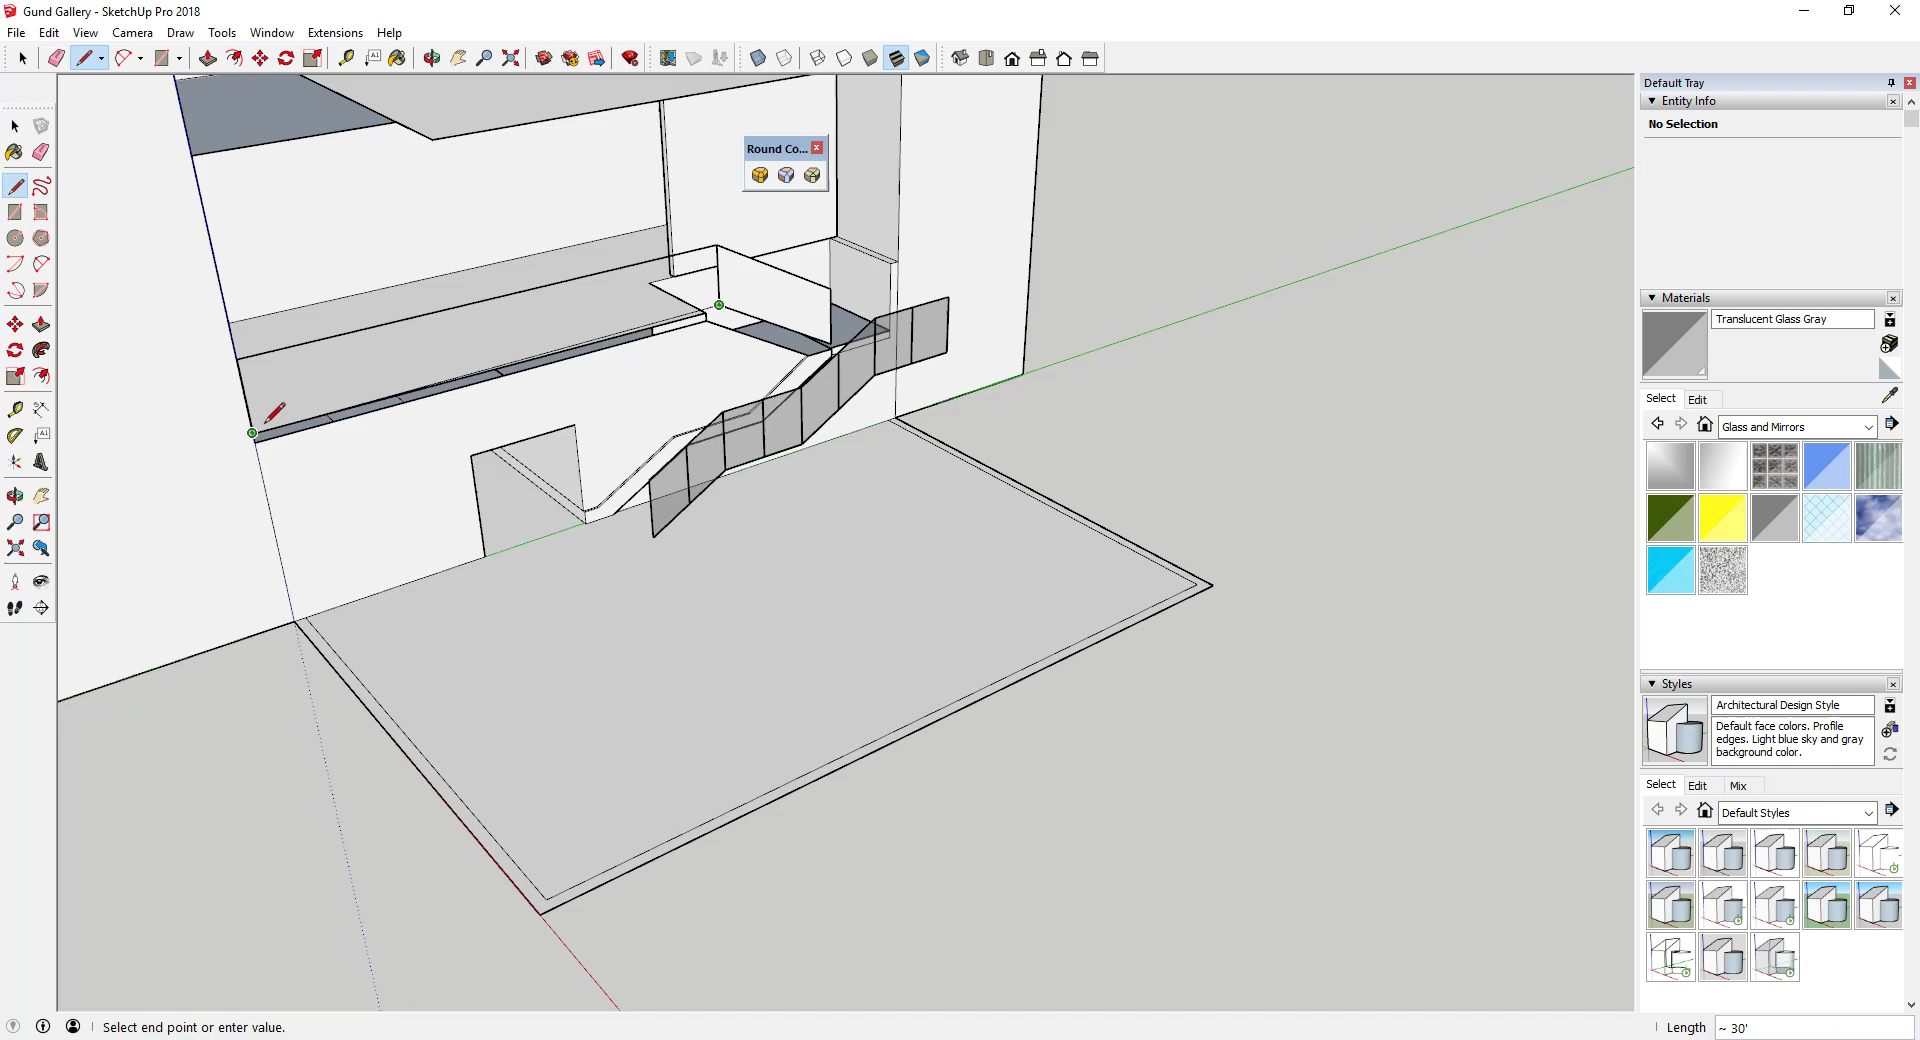 Gund Gallery - SketchUp Pro 2018
File Edit View Camera Draw Tools Window Extensions Help
A1
Round Co...
A1
Select end point or enter value.
Default Tray
Entity Info
No Selection
Materials
Translucent Glass Gray
Select Edit
Glass and Mirrors
Styles
Architectural Design Style
Default face colors. Profile
edges. Light blue sky and gray
background color.
Select Edit Mix
Default Styles
Length ~ 30'